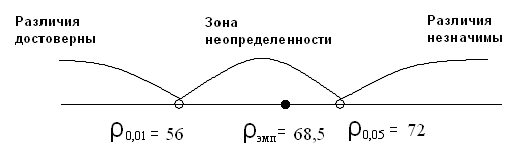 Различия достоверны
Зона неопределенности
Различия незначимы
ρ0,01 = 56
ρэмп= 68,5
ρ0,05 = 72